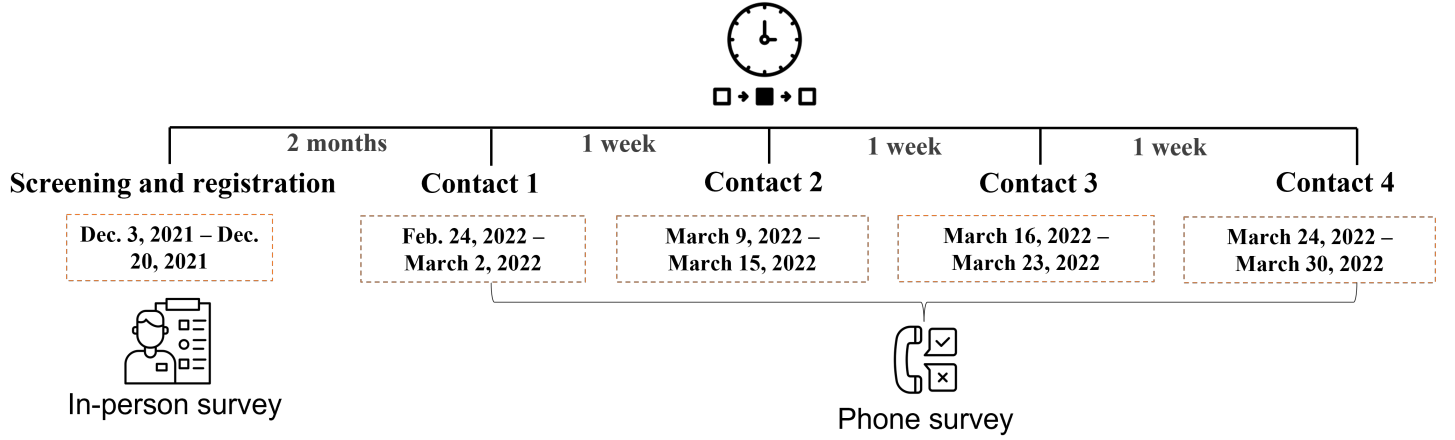 2 months
1 week
1 week
1 week
Screening and registration
Contact 1
Contact 2
Contact 3
Contact 4
Dec. 3, 2021 – Dec.
20, 2021
Feb. 24, 2022 –
March 2, 2022
March 9, 2022 –
March 15, 2022
March 16, 2022 –
March 23, 2022
March 24, 2022 –
March 30, 2022
In-person survey
Phone survey